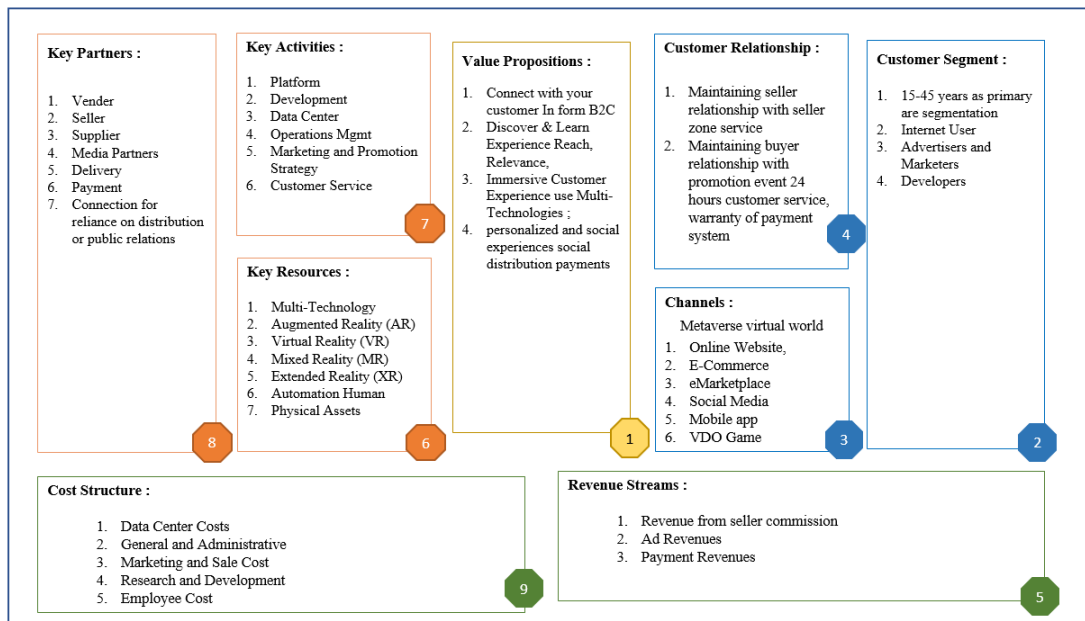 Key Partners :
1. Vender
2. Seller
3. Supplier
4. Media Partners
5. Delivery
6. Payment
7. Connection for
reliance on distribution
or public relations
8
Key Activities :
1. Platform
2. Development
3. Data Center
4. Operations Mgmt
5. Marketing and Promotion
Strategy
6. Customer Service
7
Key Resources :
1. Multi-Technology
2. Augmented Reality (AR)
3. Virtual Reality (VR)
4. Mixed Reality (MR)
5. Extended Reality (XR)
6. Automation Human
7. Physical Assets
6
Value Propositions :
1. Connect with your
customer In form B2C
2. Discover & Learn
Experience Reach,
Relevance,
3. Immersive Customer
Experience use Multi-
Technologies ;
4. personalized and social
experiences social
distribution payments
1
Customer Relationship :
1. Maintaining seller
relationship with seller
zone service
2. Maintaining buyer
relationship with
promotion event 24
hours customer service,
warranty of payment
system
4
Channels :
Metaverse virtual world
1. Online Website,
2. E-Commerce
3. eMarketplace
4. Social Media
5. Mobile app
6. VDO Game
3
Customer Segment :
1. 15-45 years as primary
are segmentation
2. Internet User
3. Advertisers and
Marketers
4. Developers
2
Cost Structure :
1. Data Center Costs
2. General and Administrative
3. Marketing and Sale Cost
4. Research and Development
5. Employee Cost
9
Revenue Streams :
1. Revenue from seller commission
2. Ad Revenues
3. Payment Revenues
5